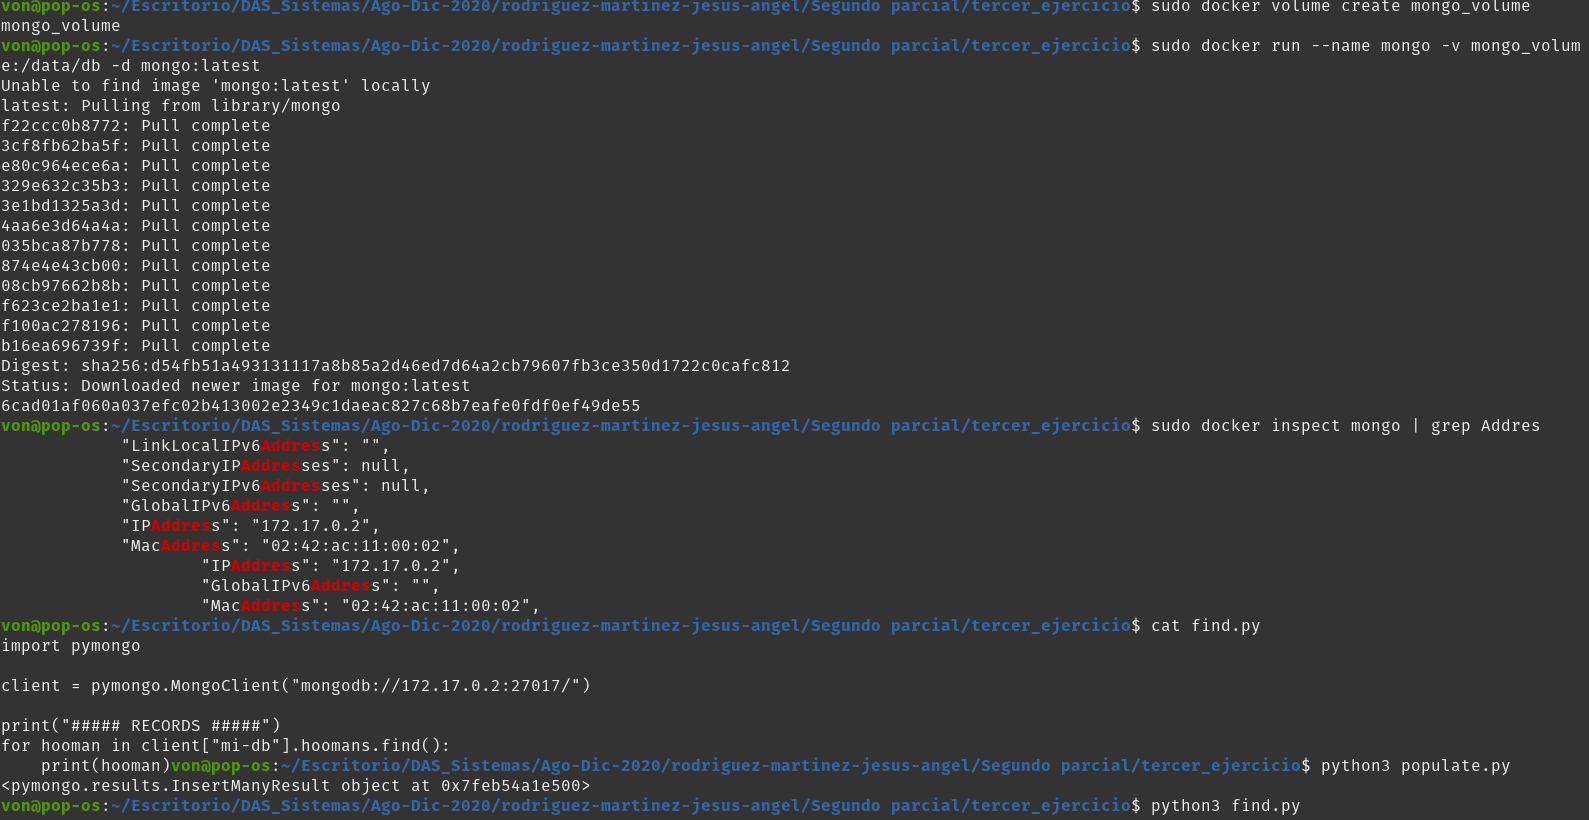 von@pop-os:~/Escritorio/DAS_Sistemas/Ago-Dic-2020/rodriguez-martinez-jesus-angel/Segundo parcial/tercer_ejercicio$ sudo docker volume create mongo_volume
mongo_volume
von@pop-os:~/Escritorio/DAS_Sistemas/Ago-Dic-2020/rodriguez-martinez-jesus-angel/Segundo parcial/tercer_ejercicio$ sudo docker run --name mongo -v mongo_volum
e:/data/db -d mongo:latest
Unable to find image 'mongo:latest' locally
latest: Pulling from library/mongo
f22ccc0b8772: Pull complete
3cf8fb62ba5f: Pull complete
e80c964ece6a: Pull complete
329e632c35b3: Pull complete
3e1bd1325a3d: Pull complete
4aa6e3d64a4a: Pull complete
035bca87b778: Pull complete
874e4e43cb00: Pull complete
08cb97662b8b: Pull complete
f623ce2ba1e1: Pull complete
f100ac278196: Pull complete
b16ea696739f: Pull complete
Digest: sha256:d54fb51a493131117a8b85a2d46ed7d64a2cb79607fb3ce350d1722c0cafc812
Status: Downloaded newer image for mongo:latest
6cad01af060a037efc02b413002e2349c1daeac827c68b7eafe0fdf0ef49de55
von@pop-os:~/Escritorio/DAS_Sistemas/Ago-Dic-2020/rodriguez-martinez-jesus-angel/Segundo parcial/tercer_ejercicio$ sudo docker inspect mongo | grep Addres
            "LinkLocalIPv6Address": "",
            "SecondaryIPAddresses": null,
            "SecondaryIPv6Addresses": null,
            "GlobalIPv6Address": "",
            "IPAddress": "172.17.0.2",
            "MacAddress": "02:42:ac:11:00:02",
                    "IPAddress": "172.17.0.2",
                    "GlobalIPv6Address": "",
                    "MacAddress": "02:42:ac:11:00:02",
von@pop-os:~/Escritorio/DAS_Sistemas/Ago-Dic-2020/rodriguez-martinez-jesus-angel/Segundo parcial/tercer_ejercicio$ cat find.py
import pymongo

client = pymongo.MongoClient("mongodb://172.17.0.2:27017/")

print("##### RECORDS #####")
for hooman in client["mi-db"].hoomans.find():
    print(hooman)von@pop-os:~/Escritorio/DAS_Sistemas/Ago-Dic-2020/rodriguez-martinez-jesus-angel/Segundo parcial/tercer_ejercicio$ python3 populate.py
<pymongo.results.InsertManyResult object at 0x7feb54a1e500>
von@pop-os:~/Escritorio/DAS_Sistemas/Ago-Dic-2020/rodriguez-martinez-jesus-angel/Segundo parcial/tercer_ejercicio$ python3 find.py